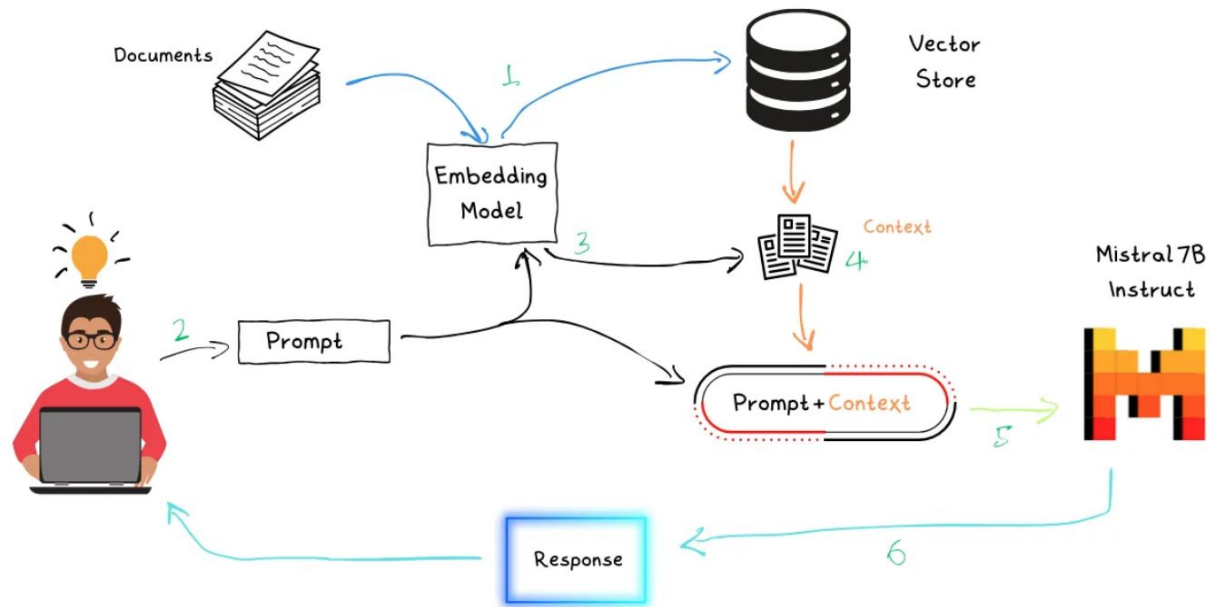 Documents
1
Vector
Store
Embedding
Model
3
Context
4
Mistral 7B
Instruct
2
Prompt
Prompt + Context
5
6
Response